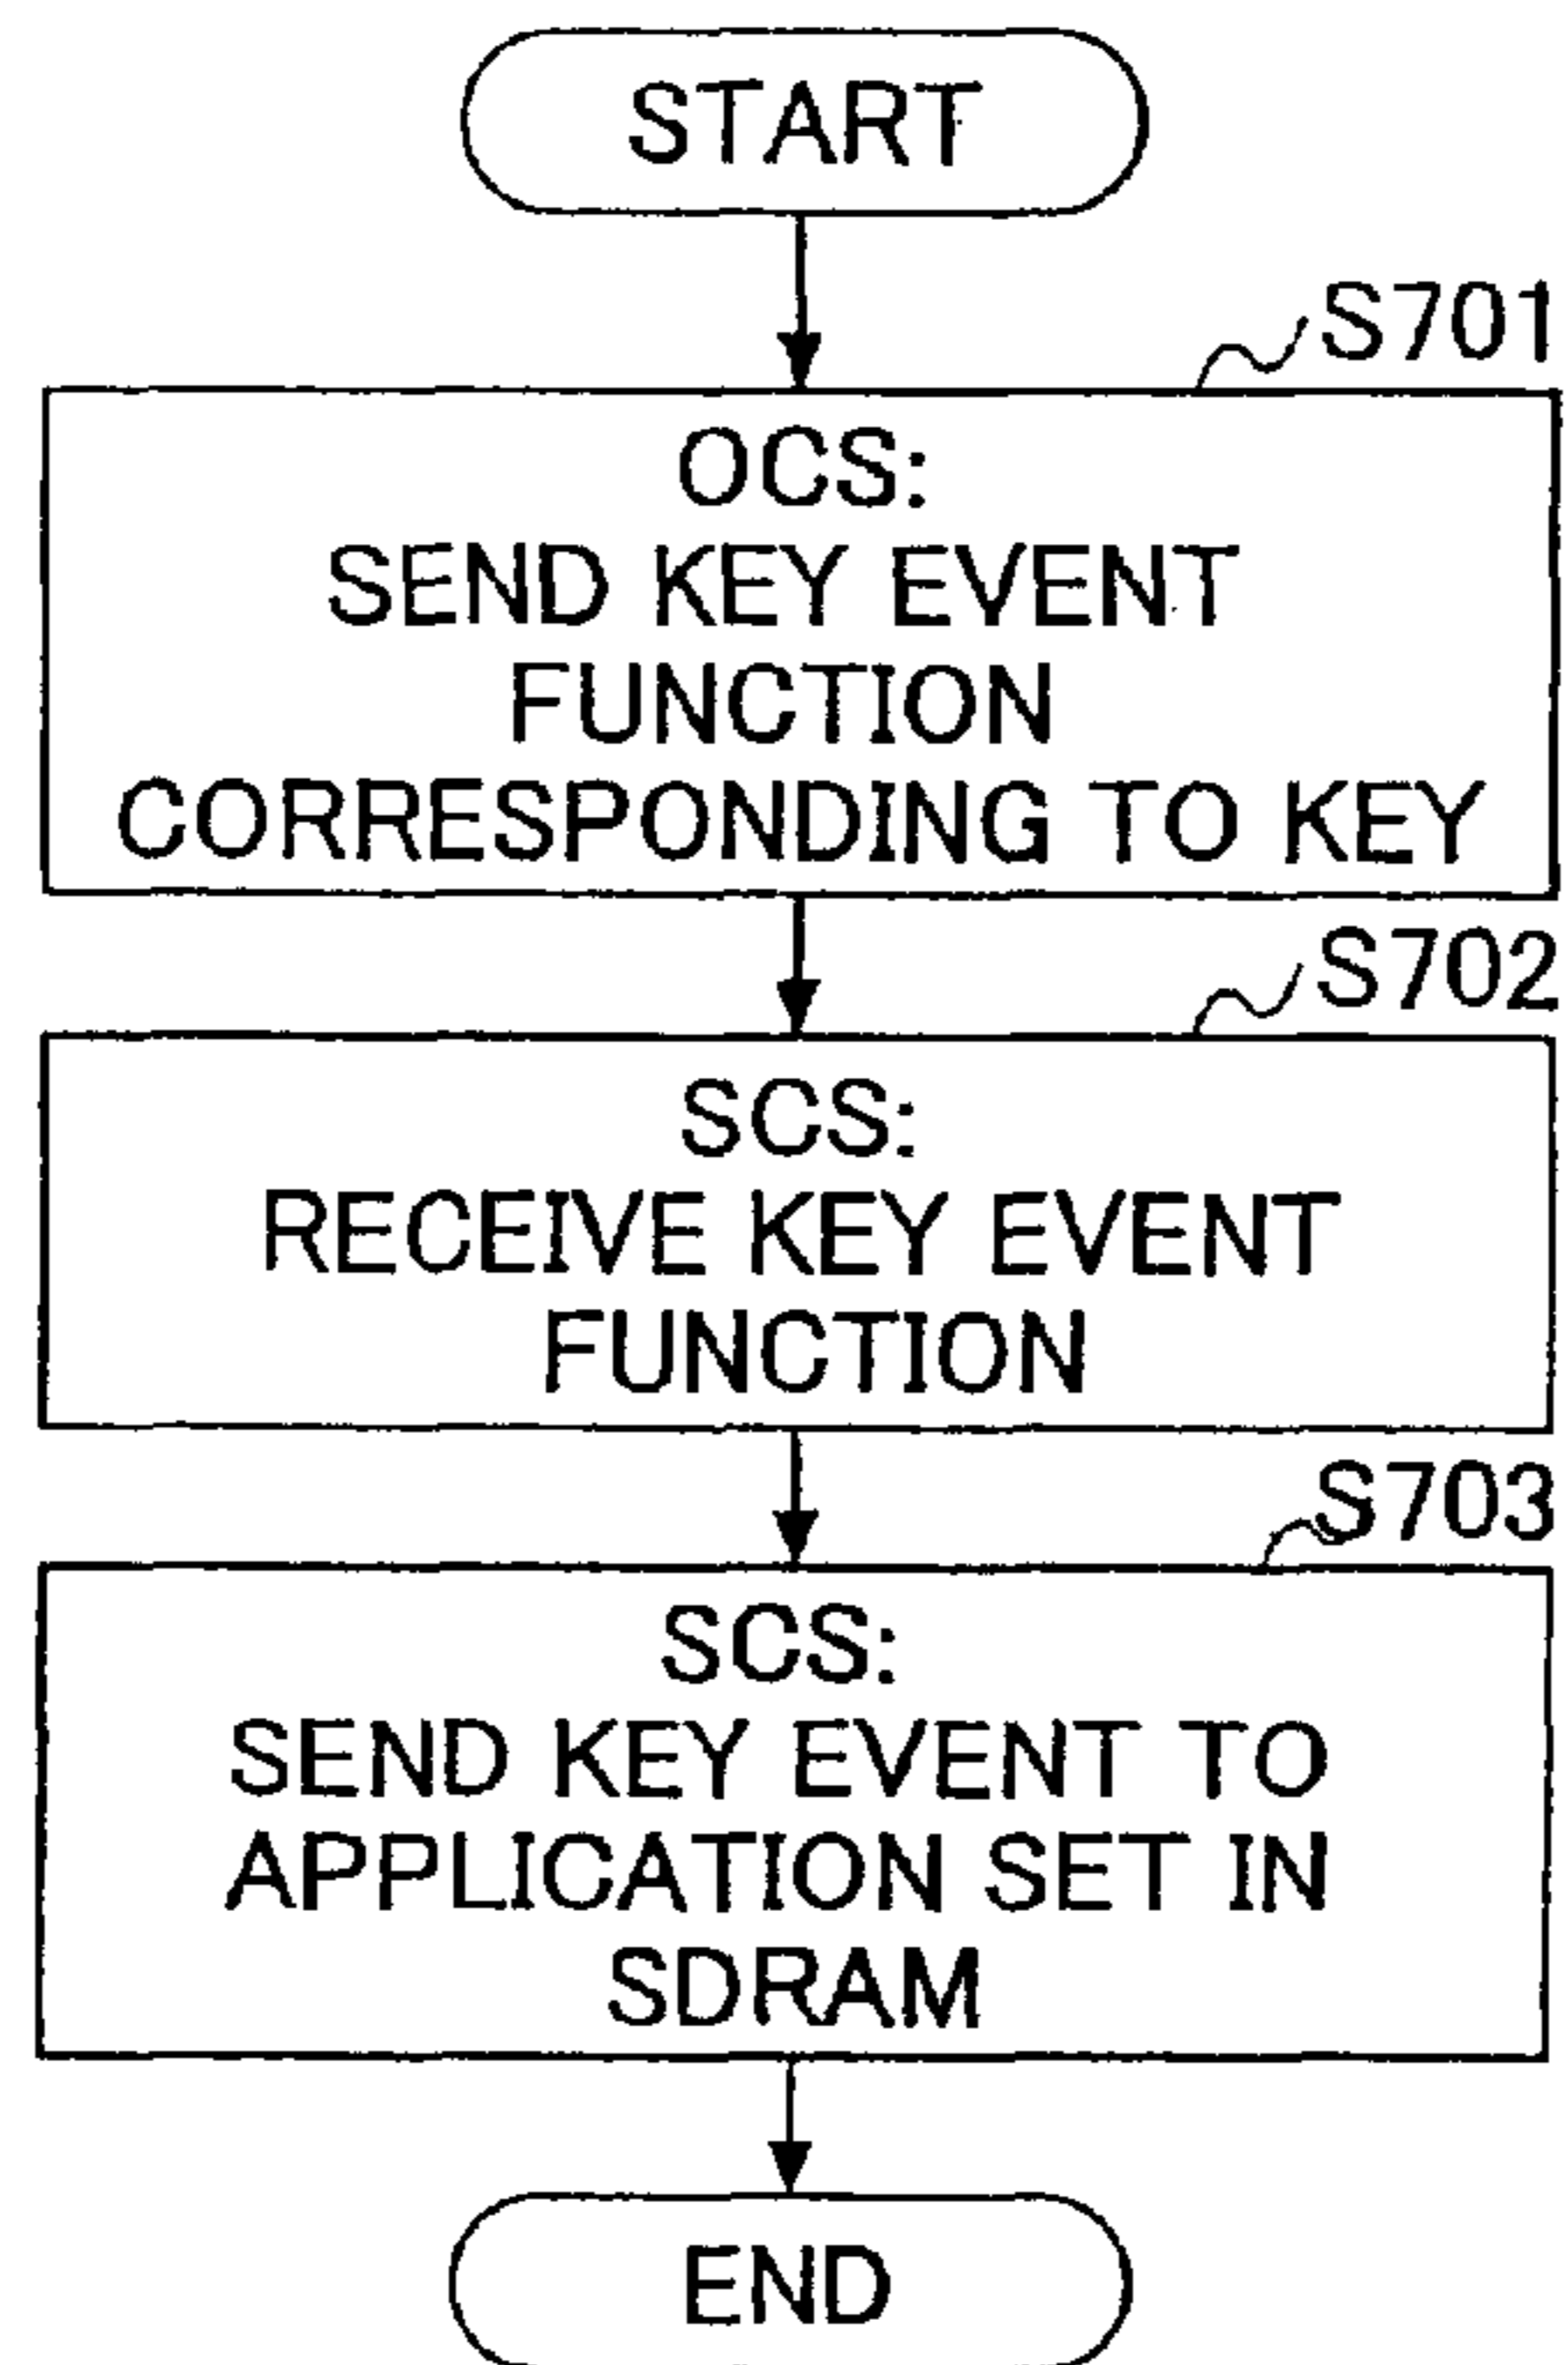 START
S701
OCS:
SEND KEY EVENT
FUNCTION
CORRESPONDING TO KEY
S702
SCS:
RECEIVE KEY EVENT
FUNCTION
S703
SCS:
SEND KEY EVENT TO
APPLICATION SET IN
SDRAM
END